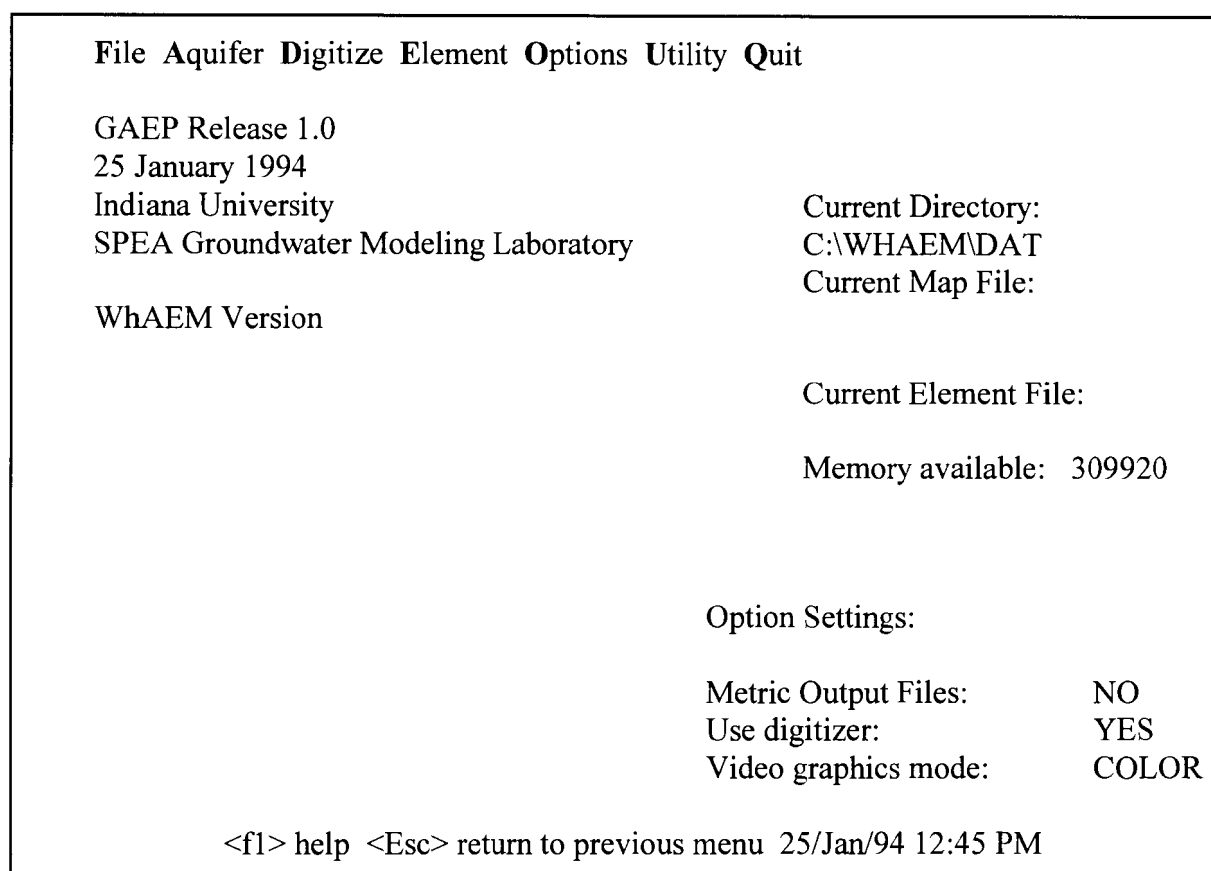 File Aquifer Digitize Element Options Utility Quit
GAEP Release 1.0
25 January 1994
Indiana University
SPEA Groundwater Modeling Laboratory
WhAEM Version
Current Directory:
C:\WHAEM\DAT
Current Map File:
Current Element File:
Memory available: 309920
Option Settings:
Metric Output Files: NO
Use digitizer: YES
Video graphics mode: COLOR
<f1> help <Esc> return to previous menu 25/Jan/94 12:45 PM